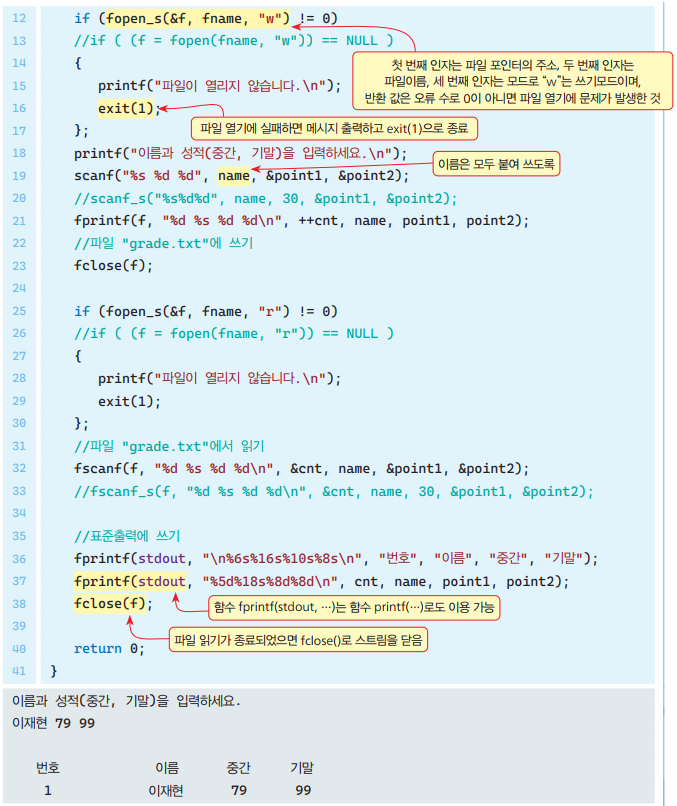 12 if (fopen_s(&f, fname, "w") != 0)
13 //if ( (f = fopen(fname, "w")) == NULL )
첫 번째 인자는 파일 포인터의 주소, 두 번째 인자는
파일이름, 세 번째 인자는 모드로 “w”는 쓰기모드이며,
반환 값은 오류 수로 0이 아니면 파일 열기에 문제가 발생한 것
14 {
15 printf("파일이 열리지 않습니다.\n");
16 exit(1);
파일 열기에 실패하면 메시지 출력하고 exit(1)으로 종료
17 };
18 printf("이름과 성적(중간, 기말)을 입력하세요.\n");
19 scanf("%s %d %d", name, &point1, &point2);
이름은 모두 붙여 쓰도록
20 //scanf_s("%s%d%d", name, 30, &point1, &point2);
21 fprintf(f, "%d %s %d %d\n", ++cnt, name, point1, point2);
22 //파일 "grade.txt"에 쓰기
23 fclose(f);
24
25 if (fopen_s(&f, fname, "r") != 0)
26 //if ( (f = fopen(fname, "r")) == NULL )
27 {
28 printf("파일이 열리지 않습니다.\n");
29 exit(1);
30 };
31 //파일 "grade.txt"에서 읽기
32 fscanf(f, "%d %s %d %d\n", &cnt, name, &point1, &point2);
33 //fscanf_s(f, "%d %s %d %d\n", &cnt, name, 30, &point1, &point2);
34
35 //표준출력에 쓰기
36 fprintf(stdout, "\n%6s%16s%10s%8s\n", "번호", "이름", "중간", "기말");
37 fprintf(stdout, "%5d%18s%8d%8d\n", cnt, name, point1, point2);
38 fclose(f);
함수 fprintf(stdout, …)는 함수 printf(…)로도 이용 가능
39
파일 읽기가 종료되었으면 fclose()로 스트림을 닫음
40 return 0;
41 }
이름과 성적(중간, 기말)을 입력하세요.
이재현 79 99
번호 이름 중간 기말
1 이재현 79 99